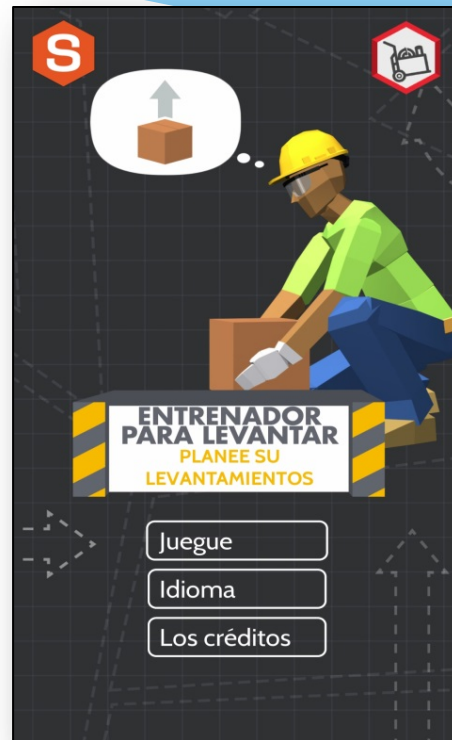 S
ENTRENADOR
PARA LEVANTAR
PLANEE SU
LEVANTAMIENTOS
Juegue
Idioma
Los créditos